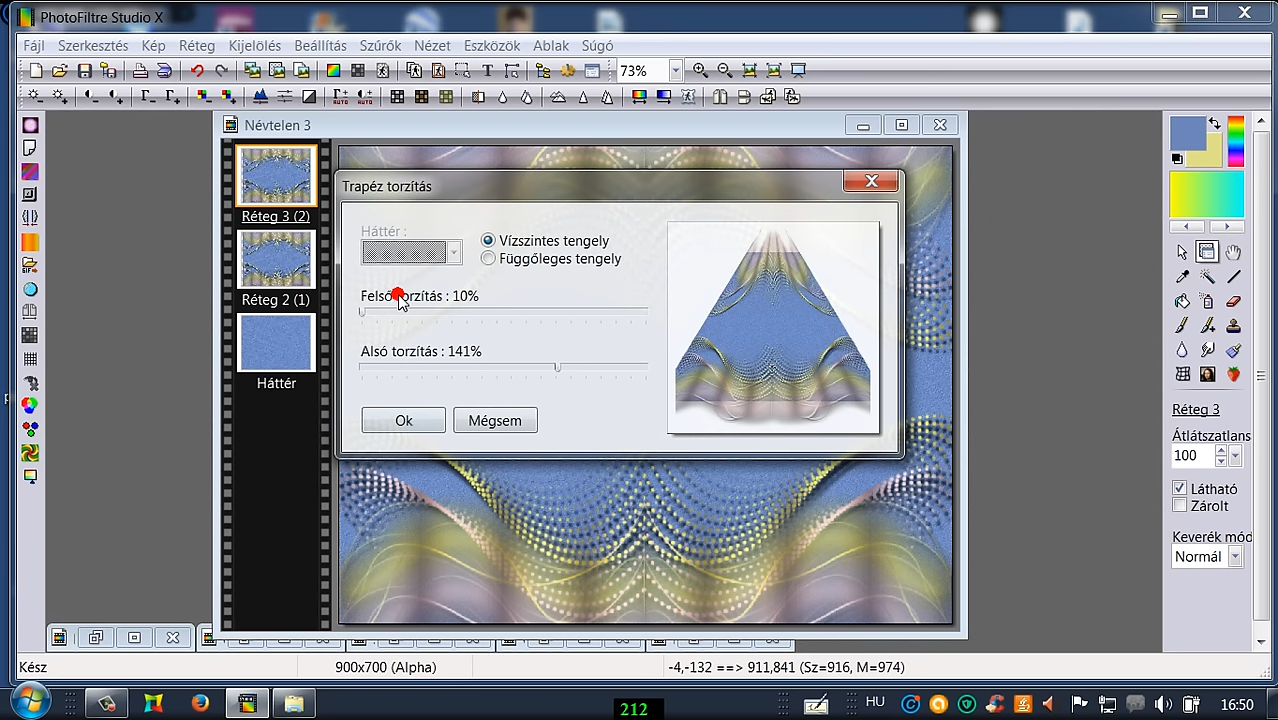 PhotoFiltre Studio X
Fájl Szerkesztés Kép Réteg Kijelölés Beállítás Szűrők Nézet Eszközök Ablak Súgó
73%
AUTO AUTO
Névtelen 3
Réteg 3 (2)
Réteg 2 (1)
Háttér
Trapéz torzítás
Háttér :
Vízszintes tengely
Függőleges tengely
Felső torzítás : 10%
Alsó torzítás : 141%
Ok Mégsem
GIF
Réteg 3
Átlátszatlans
100
Látható
Zárolt
Keverék mód
Normál
Kész 900x700 (Alpha) -4,-132 ==> 911,841 (Sz=916, M=974)
212
HU
16:50